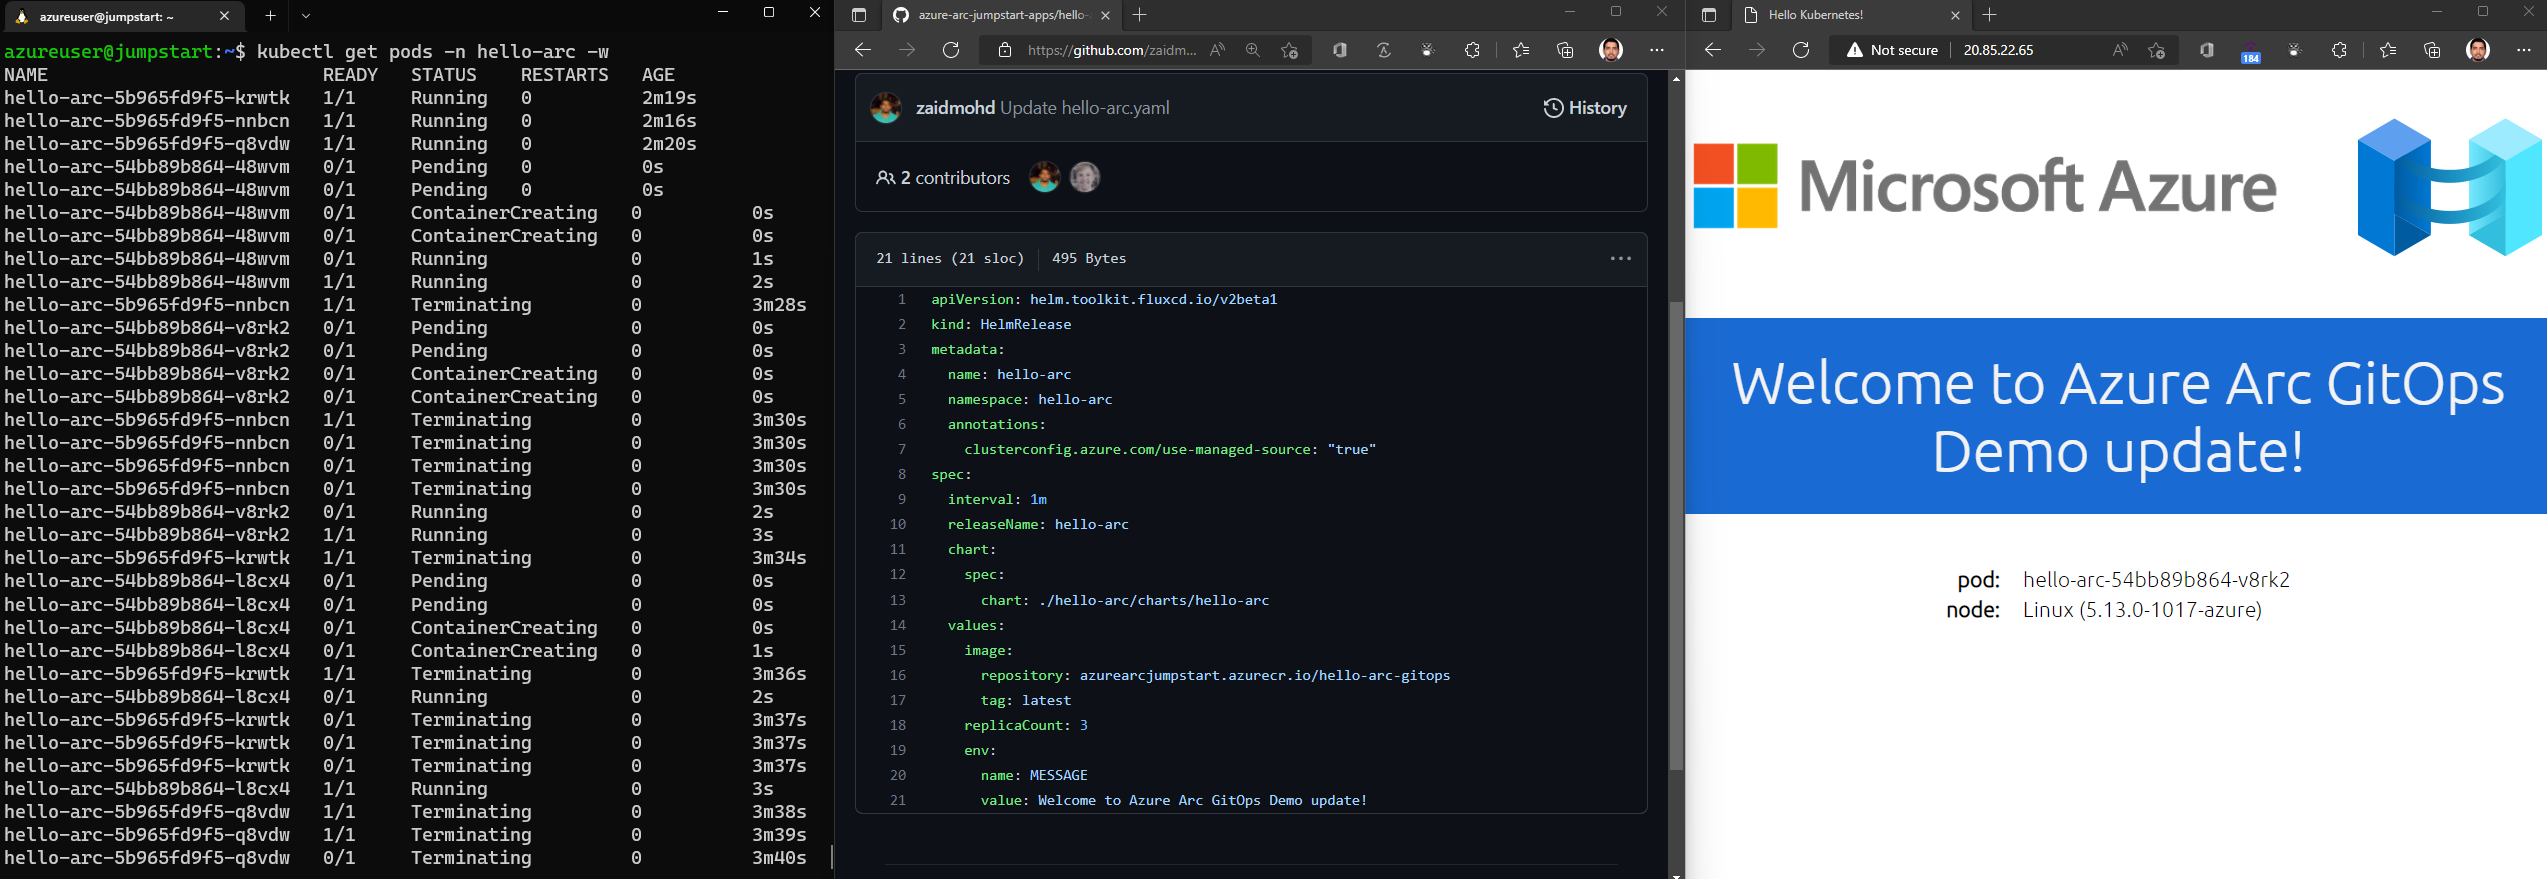 azureuser@jumpstart: ~
azureuser@jumpstart:~$ kubectl get pods -n hello-arc -w
NAME READY STATUS RESTARTS AGE
hello-arc-5b965fd9f5-krwtk 1/1 Running 0 2m19s
hello-arc-5b965fd9f5-nnbcn 1/1 Running 0 2m16s
hello-arc-5b965fd9f5-q8vdw 1/1 Running 0 2m20s
hello-arc-54bb89b864-48wvm 0/1 Pending 0 0s
hello-arc-54bb89b864-48wvm 0/1 Pending 0 0s
hello-arc-54bb89b864-48wvm 0/1 ContainerCreating 0 0s
hello-arc-54bb89b864-48wvm 0/1 ContainerCreating 0 0s
hello-arc-54bb89b864-48wvm 0/1 Running 0 1s
hello-arc-54bb89b864-48wvm 1/1 Running 0 2s
hello-arc-5b965fd9f5-nnbcn 1/1 Terminating 0 3m28s
hello-arc-54bb89b864-v8rk2 0/1 Pending 0 0s
hello-arc-54bb89b864-v8rk2 0/1 Pending 0 0s
hello-arc-54bb89b864-v8rk2 0/1 ContainerCreating 0 0s
hello-arc-54bb89b864-v8rk2 0/1 ContainerCreating 0 0s
hello-arc-5b965fd9f5-nnbcn 1/1 Terminating 0 3m30s
hello-arc-5b965fd9f5-nnbcn 0/1 Terminating 0 3m30s
hello-arc-5b965fd9f5-nnbcn 0/1 Terminating 0 3m30s
hello-arc-5b965fd9f5-nnbcn 0/1 Terminating 0 3m30s
hello-arc-54bb89b864-v8rk2 0/1 Running 0 2s
hello-arc-54bb89b864-v8rk2 1/1 Running 0 3s
hello-arc-5b965fd9f5-krwtk 1/1 Terminating 0 3m34s
hello-arc-54bb89b864-l8cx4 0/1 Pending 0 0s
hello-arc-54bb89b864-l8cx4 0/1 Pending 0 0s
hello-arc-54bb89b864-l8cx4 0/1 ContainerCreating 0 0s
hello-arc-54bb89b864-l8cx4 0/1 ContainerCreating 0 1s
hello-arc-5b965fd9f5-krwtk 1/1 Terminating 0 3m36s
hello-arc-54bb89b864-l8cx4 0/1 Running 0 2s
hello-arc-5b965fd9f5-krwtk 0/1 Terminating 0 3m37s
hello-arc-5b965fd9f5-krwtk 0/1 Terminating 0 3m37s
hello-arc-5b965fd9f5-krwtk 0/1 Terminating 0 3m37s
hello-arc-54bb89b864-l8cx4 1/1 Running 0 3s
hello-arc-5b965fd9f5-q8vdw 1/1 Terminating 0 3m38s
hello-arc-5b965fd9f5-q8vdw 1/1 Terminating 0 3m39s
hello-arc-5b965fd9f5-q8vdw 0/1 Terminating 0 3m40s
azure-arc-jumpstart-apps/hello-
https://github.com/zaidm...
zaidmohd Update hello-arc.yaml
History
2 contributors
21 lines (21 sloc) 495 Bytes
1 apiVersion: helm.toolkit.fluxcd.io/v2beta1
2 kind: HelmRelease
3 metadata:
4 name: hello-arc
5 namespace: hello-arc
6 annotations:
7 clusterconfig.azure.com/use-managed-source: "true"
8 spec:
9 interval: 1m
10 releaseName: hello-arc
11 chart:
12 spec:
13 chart: ./hello-arc/charts/hello-arc
14 values:
15 image:
16 repository: azurearcjumpstart.azurecr.io/hello-arc-gitops
17 tag: latest
18 replicaCount: 3
19 env:
20 name: MESSAGE
21 value: Welcome to Azure Arc GitOps Demo update!
Hello Kubernetes!
Not secure 20.85.22.65
184
Microsoft Azure
Welcome to Azure Arc GitOps
Demo update!
pod: hello-arc-54bb89b864-v8rk2
node: Linux (5.13.0-1017-azure)